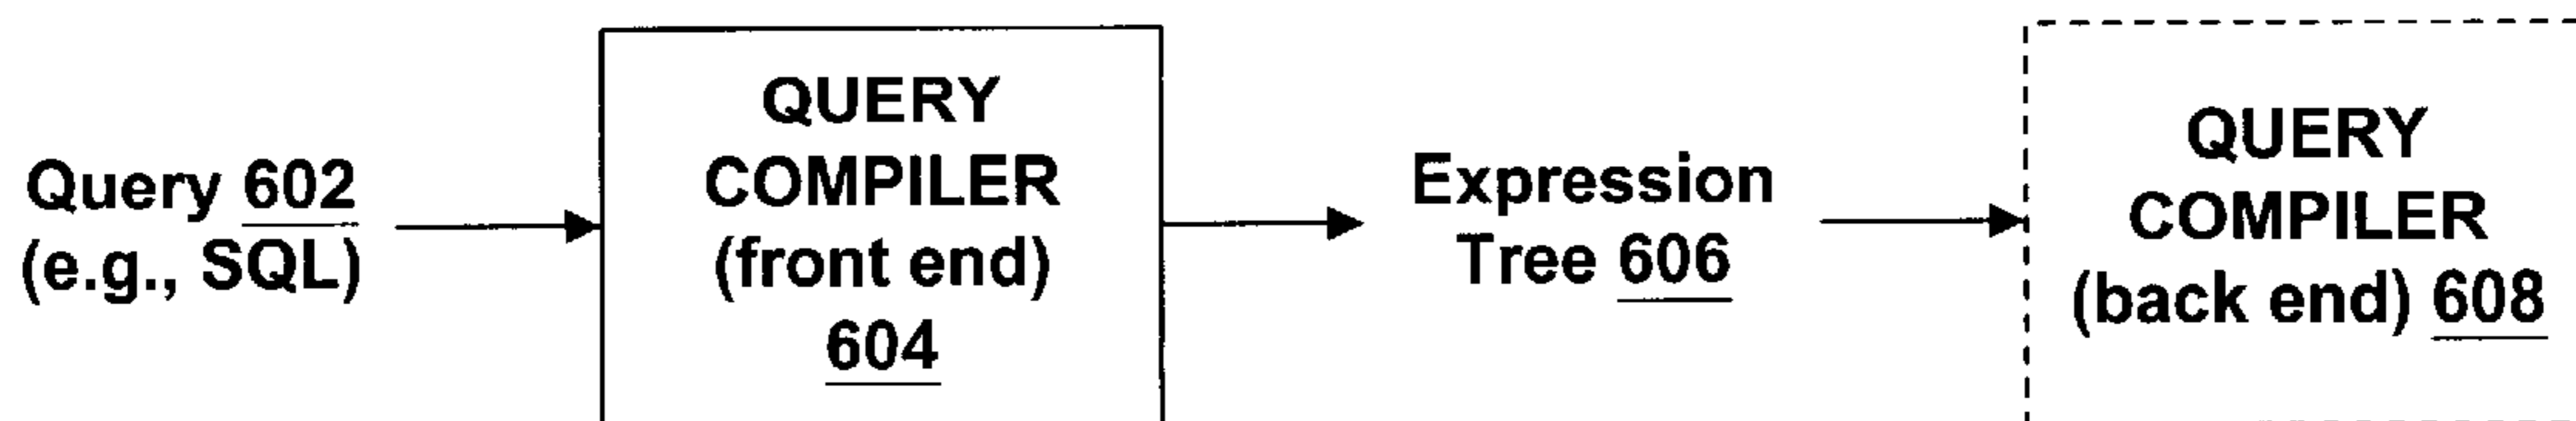 Query 602
(e.g., SQL)
QUERY
COMPILER
(front end)
604
Expression
Tree 606
QUERY
COMPILER
(back end) 608